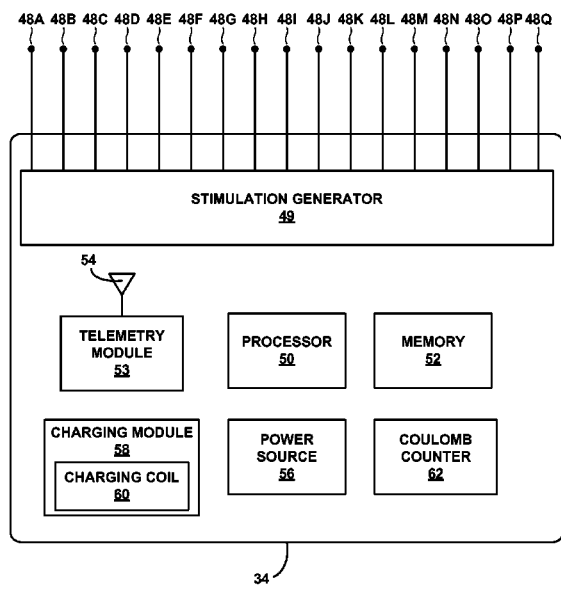 48A 48B 48C 48D 48E 48F 48G 48H 48I 48J 48K 48L 48M 48N 48O 48P 48Q
STIMULATION GENERATOR
49
54
TELEMETRY
MODULE
53
PROCESSOR
50
MEMORY
52
CHARGING MODULE
58
CHARGING COIL
60
POWER
SOURCE
56
COULOMB
COUNTER
62
34